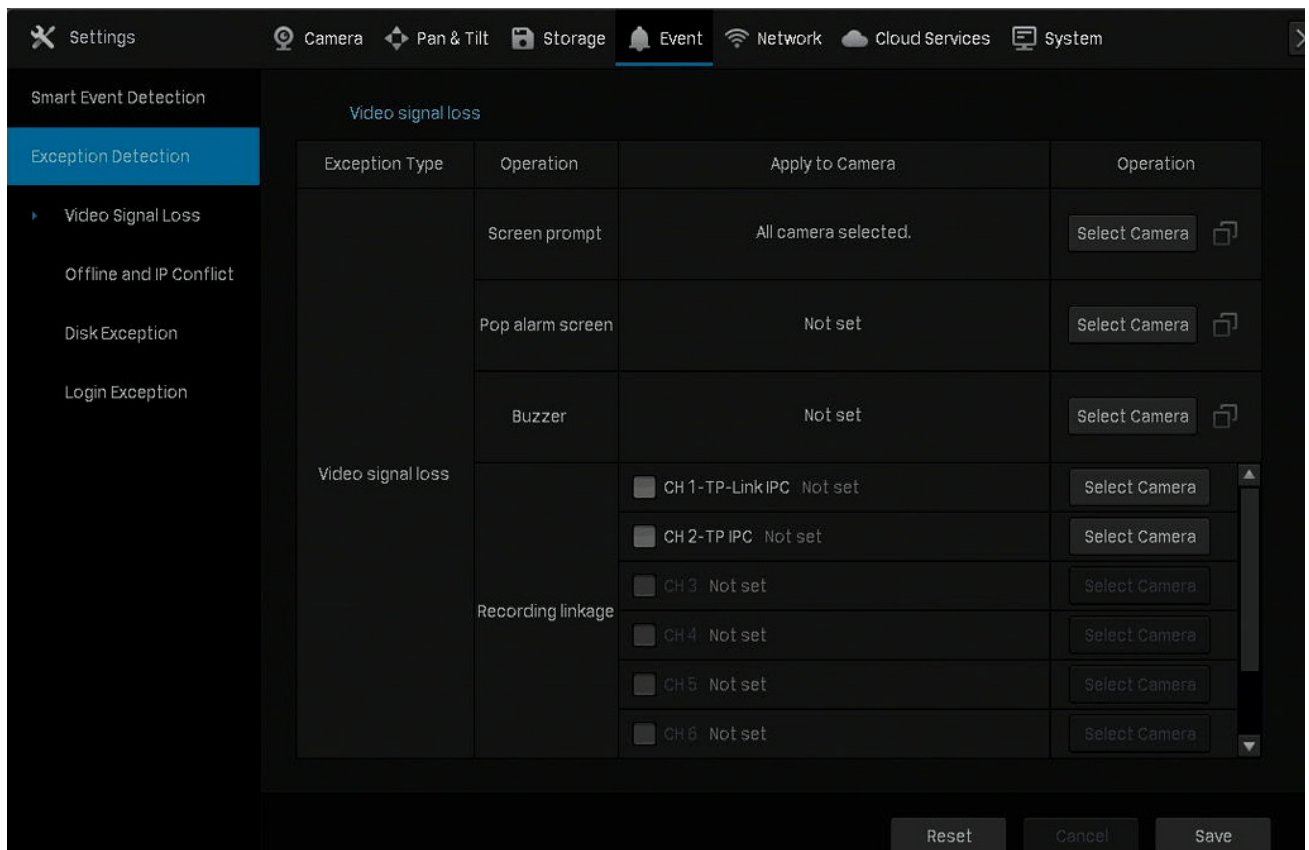 Settings
Camera Pan & Tilt Storage Event Network Cloud Services System
Smart Event Detection
Exception Detection
Video Signal Loss
Offline and IP Conflict
Disk Exception
Login Exception
Video signal loss
Exception Type Operation Apply to Camera Operation
Video signal loss
Screen prompt All camera selected. Select Camera
Pop alarm screen Not set Select Camera
Buzzer Not set Select Camera
Recording linkage
CH 1-TP-Link IPC Not set Select Camera
CH 2-TP IPC Not set Select Camera
CH 3 Not set Select Camera
CH 4 Not set Select Camera
CH 5 Not set Select Camera
CH 6 Not set Select Camera
Reset Cancel Save